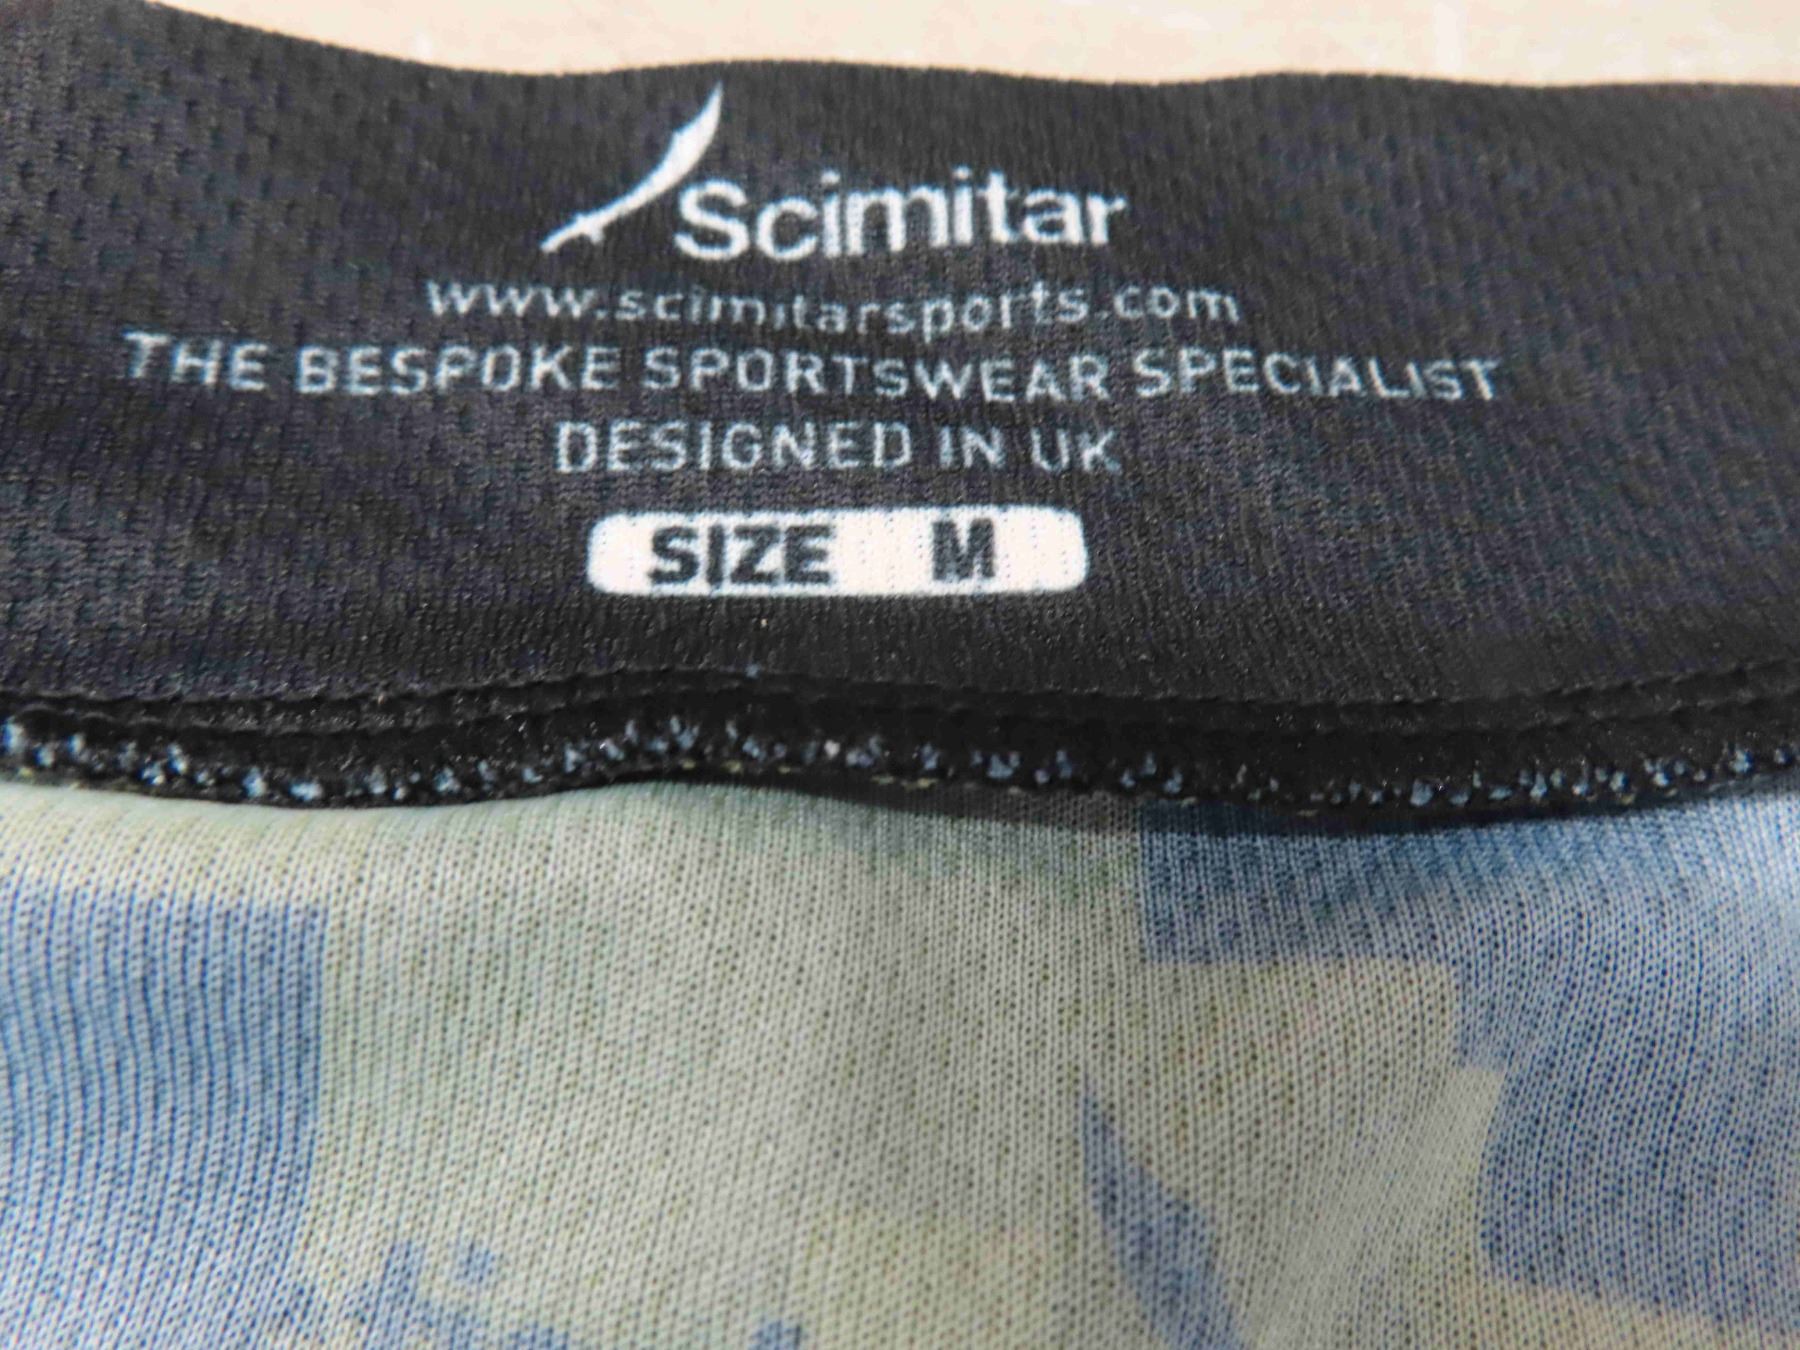 Scimitar
www.scimitarsports.com
THE BESPOKE SPORTSWEAR SPECIALIST
DESIGNED IN UK
SIZE M